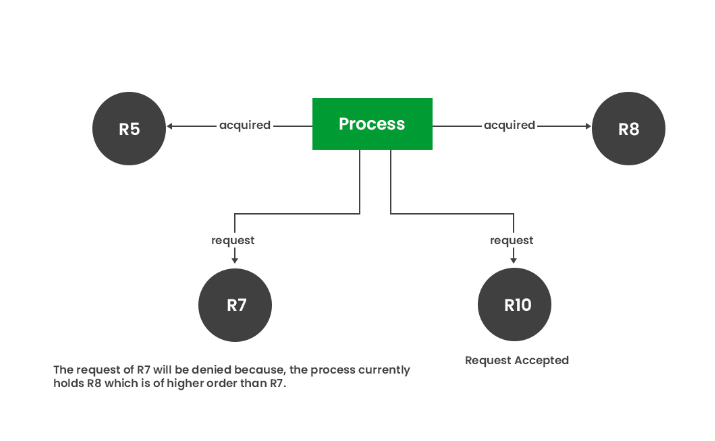 Process
R5
acquired
acquired
R8
request
request
R7
R10
Request Accepted
The request of R7 will be denied because, the process currently
holds R8 which is of higher order than R7.